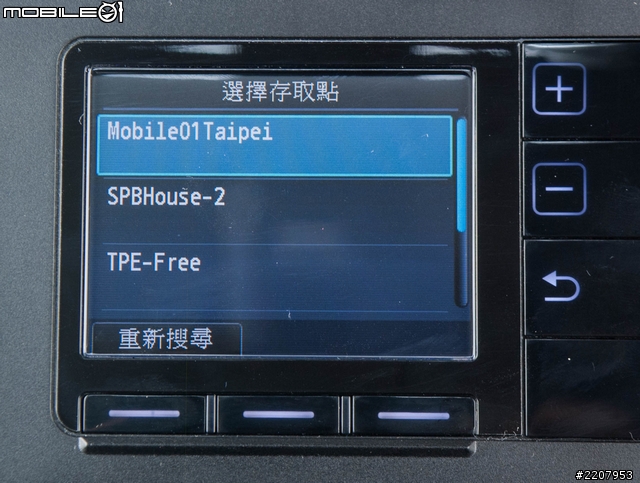 MOBILE01
選擇存取點
Mobile01Taipei
SPBHouse-2
TPE-Free
重新搜尋
#2207953